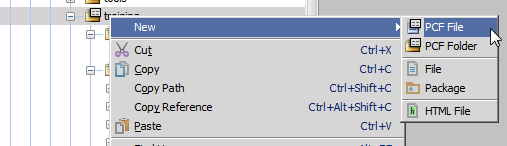 tools
training
New
Cut Ctrl+X
Copy Ctrl+C
Copy Path Ctrl+Shift+C
Copy Reference Ctrl+Alt+Shift+C
Paste Ctrl+V
PCF File
PCF Folder
File
Package
HTML File